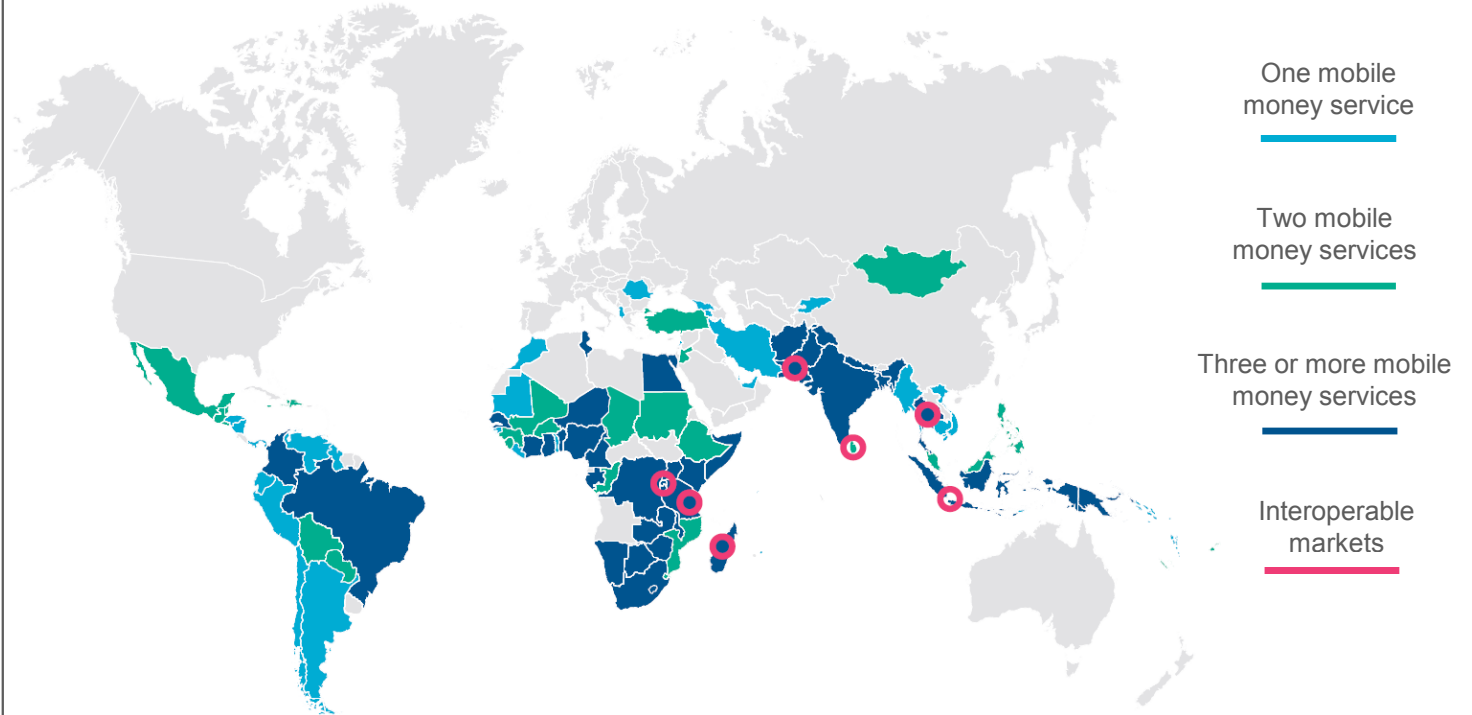 One mobile
money service
Two mobile
money services
Three or more mobile
money services
Interoperable
markets